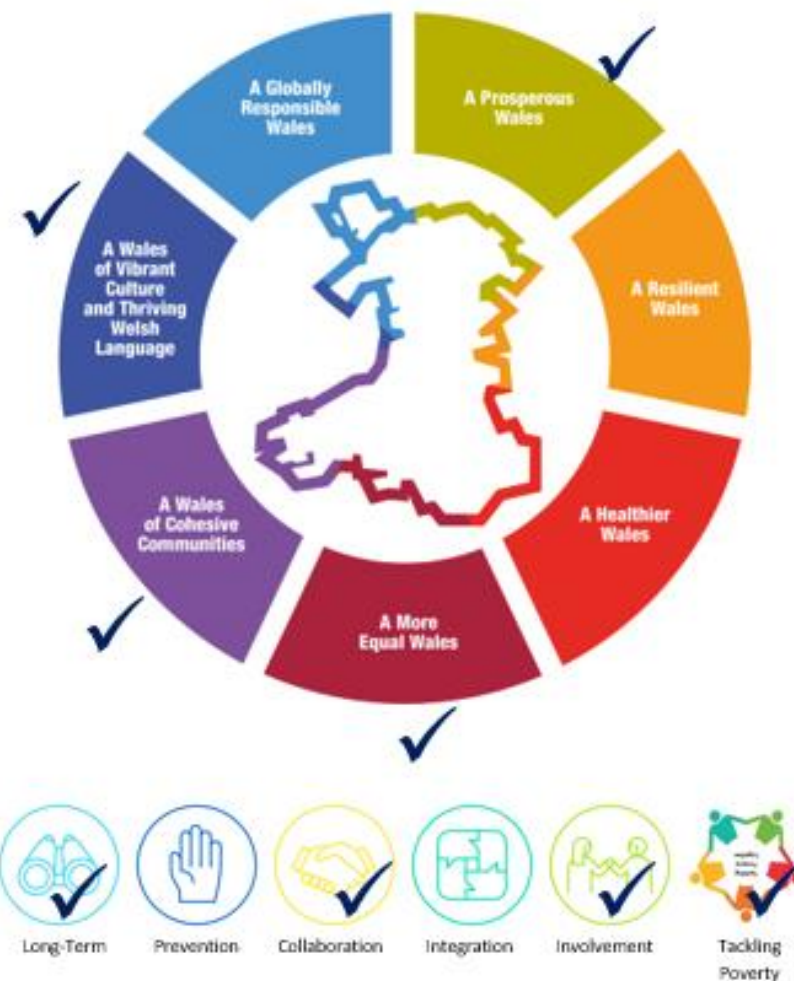 A Globally
Responsible
Wales
A Prosperous
Wales
A Wales
of Vibrant
Culture
and Thriving
Welsh
Language
A Resilient
Wales
A Wales
of Cohesive
Communities
A Healthier
Wales
A More
Equal Wales
Long-Term
Prevention
Collaboration
Integration
Involvement
Tackling
Poverty